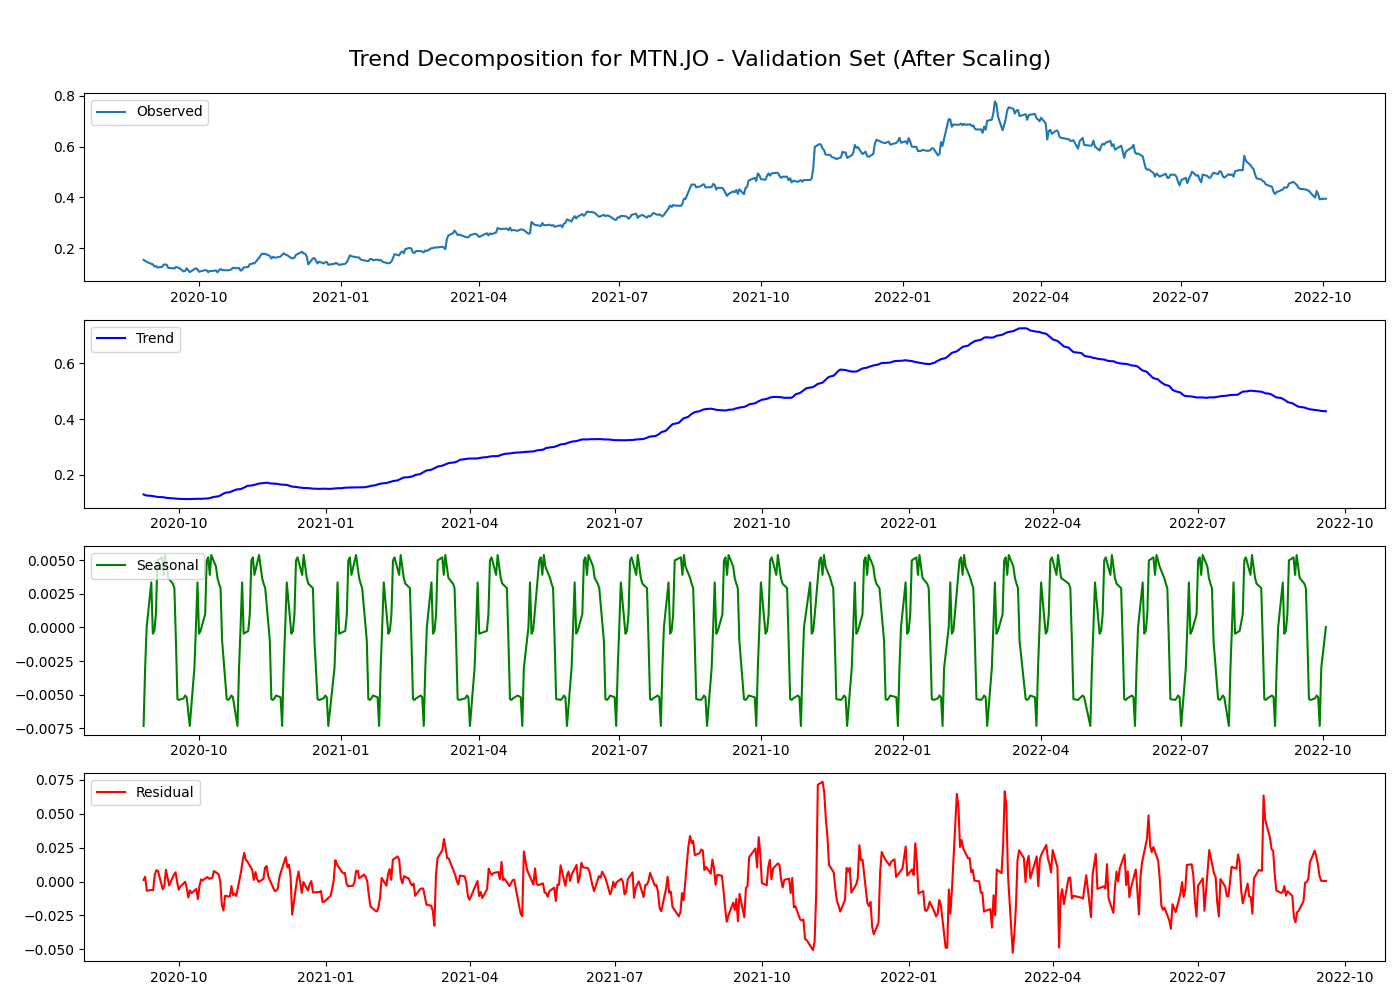 Trend Decomposition for MTN.JO - Validation Set (After Scaling)
Observed
0.8
0.6
0.4
0.2
2020-10 2021-01 2021-04 2021-07 2021-10 2022-01 2022-04 2022-07 2022-10
Trend
0.6
0.4
0.2
2020-10 2021-01 2021-04 2021-07 2021-10 2022-01 2022-04 2022-07 2022-10
Seasonal
0.0050
0.0025
0.0000
−0.0025
−0.0050
−0.0075
2020-10 2021-01 2021-04 2021-07 2021-10 2022-01 2022-04 2022-07 2022-10
Residual
0.075
0.050
0.025
0.000
−0.025
−0.050
2020-10 2021-01 2021-04 2021-07 2021-10 2022-01 2022-04 2022-07 2022-10